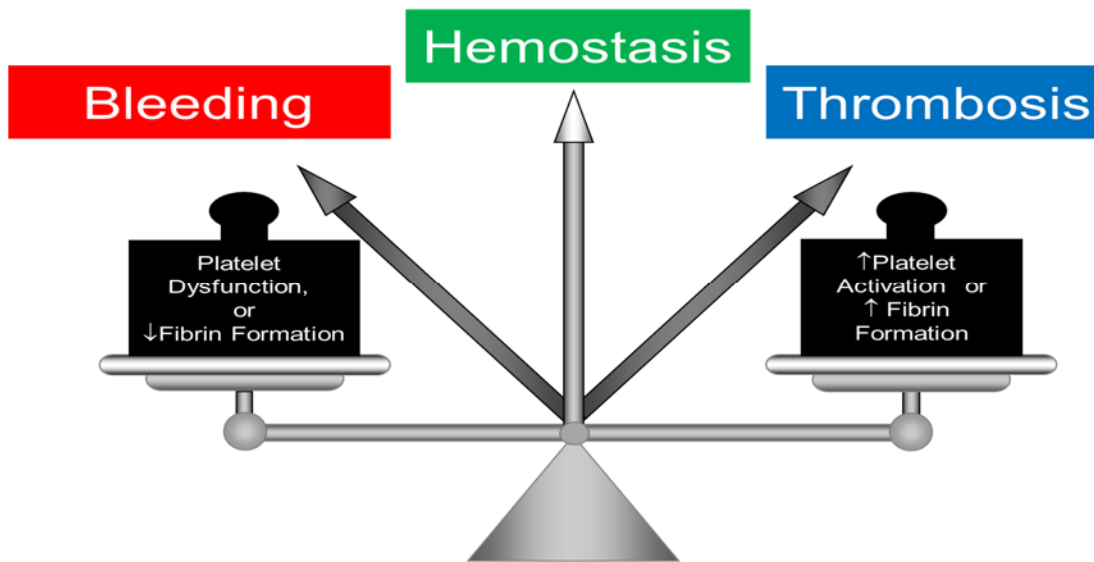 Hemostasis
Bleeding
Thrombosis
Platelet
Dysfunction,
or
↓Fibrin Formation
↑Platelet
Activation or
↑ Fibrin
Formation